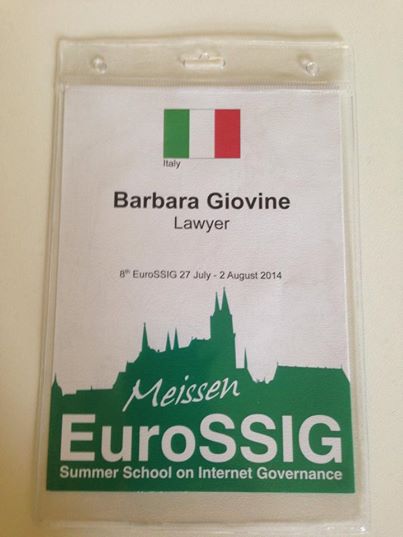 Italy
Barbara Giovine
Lawyer
8th EuroSSIG 27 July - 2 August 2014
Meissen
EuroSSIG
Summer School on Internet Governance